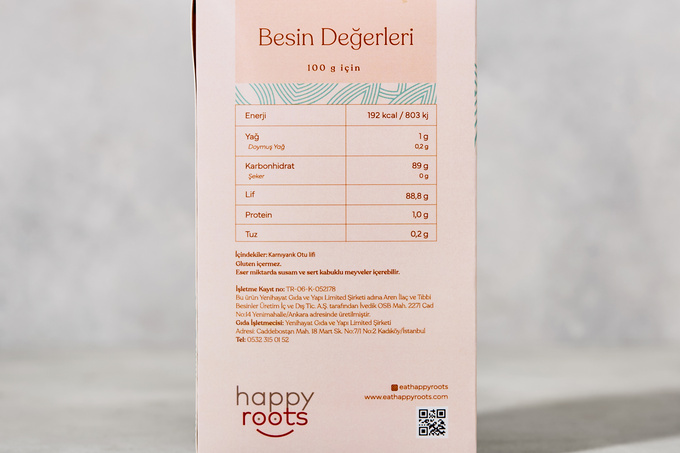 Besin Değerleri
100 g için
Enerji 192 kcal / 803 kj
Yağ 1 g
Doymuş Yağ 0,2 g
Karbonhidrat 89 g
Şeker 0 g
Lif 88,8 g
Protein 1,0 g
Tuz 0,2 g
İçindekiler: Karnıyarık Otu lifi
Gluten içermez.
Eser miktarda susam ve sert kabuklu meyveler içerebilir.
İşletme Kayıt no: TR-06-K-052178
Bu ürün Yenihayat Gıda ve Yapı Limited Şirketi adına Aren İlaç ve Tıbbi
Besinler Üretim İç ve Dış Tic. A.Ş. tarafından İvedik OSB Mah. 2271 Cad
No:14 Yenimahalle/Ankara adresinde üretilmiştir.
Gıda İşletmecisi: Yenihayat Gıda ve Yapı Limited Şirketi
Adresi: Caddebostan Mah. 18 Mart Sk. No:7/1 No:2 Kadıköy/İstanbul
Tel: 0532 315 01 52
happy
roots
eathappyroots
www.eathappyroots.com